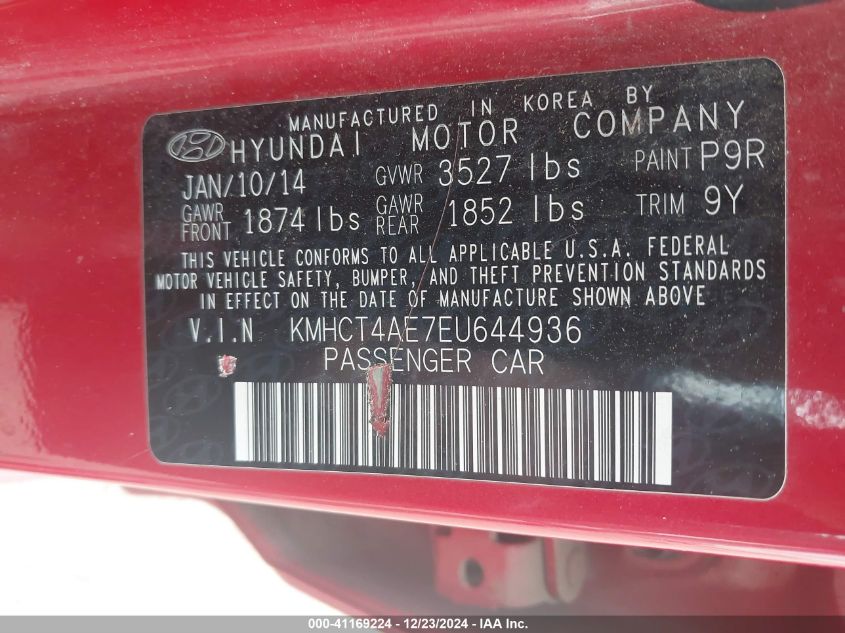 MANUFACTURED IN KOREA BY
HYUNDAI MOTOR COMPANY
JAN/10/14 GVWR 3527 lbs PAINT P9R
GAWR FRONT 1874 lbs GAWR REAR 1852 lbs TRIM 9Y
THIS VEHICLE CONFORMS TO ALL APPLICABLE U.S.A. FEDERAL
MOTOR VEHICLE SAFETY, BUMPER, AND THEFT PREVENTION STANDARDS
IN EFFECT ON THE DATE OF MANUFACTURE SHOWN ABOVE
V.I.N KMHCT4AE7EU644936
PASSENGER CAR
000-41169224 - 12/23/2024 - IAA, Inc.